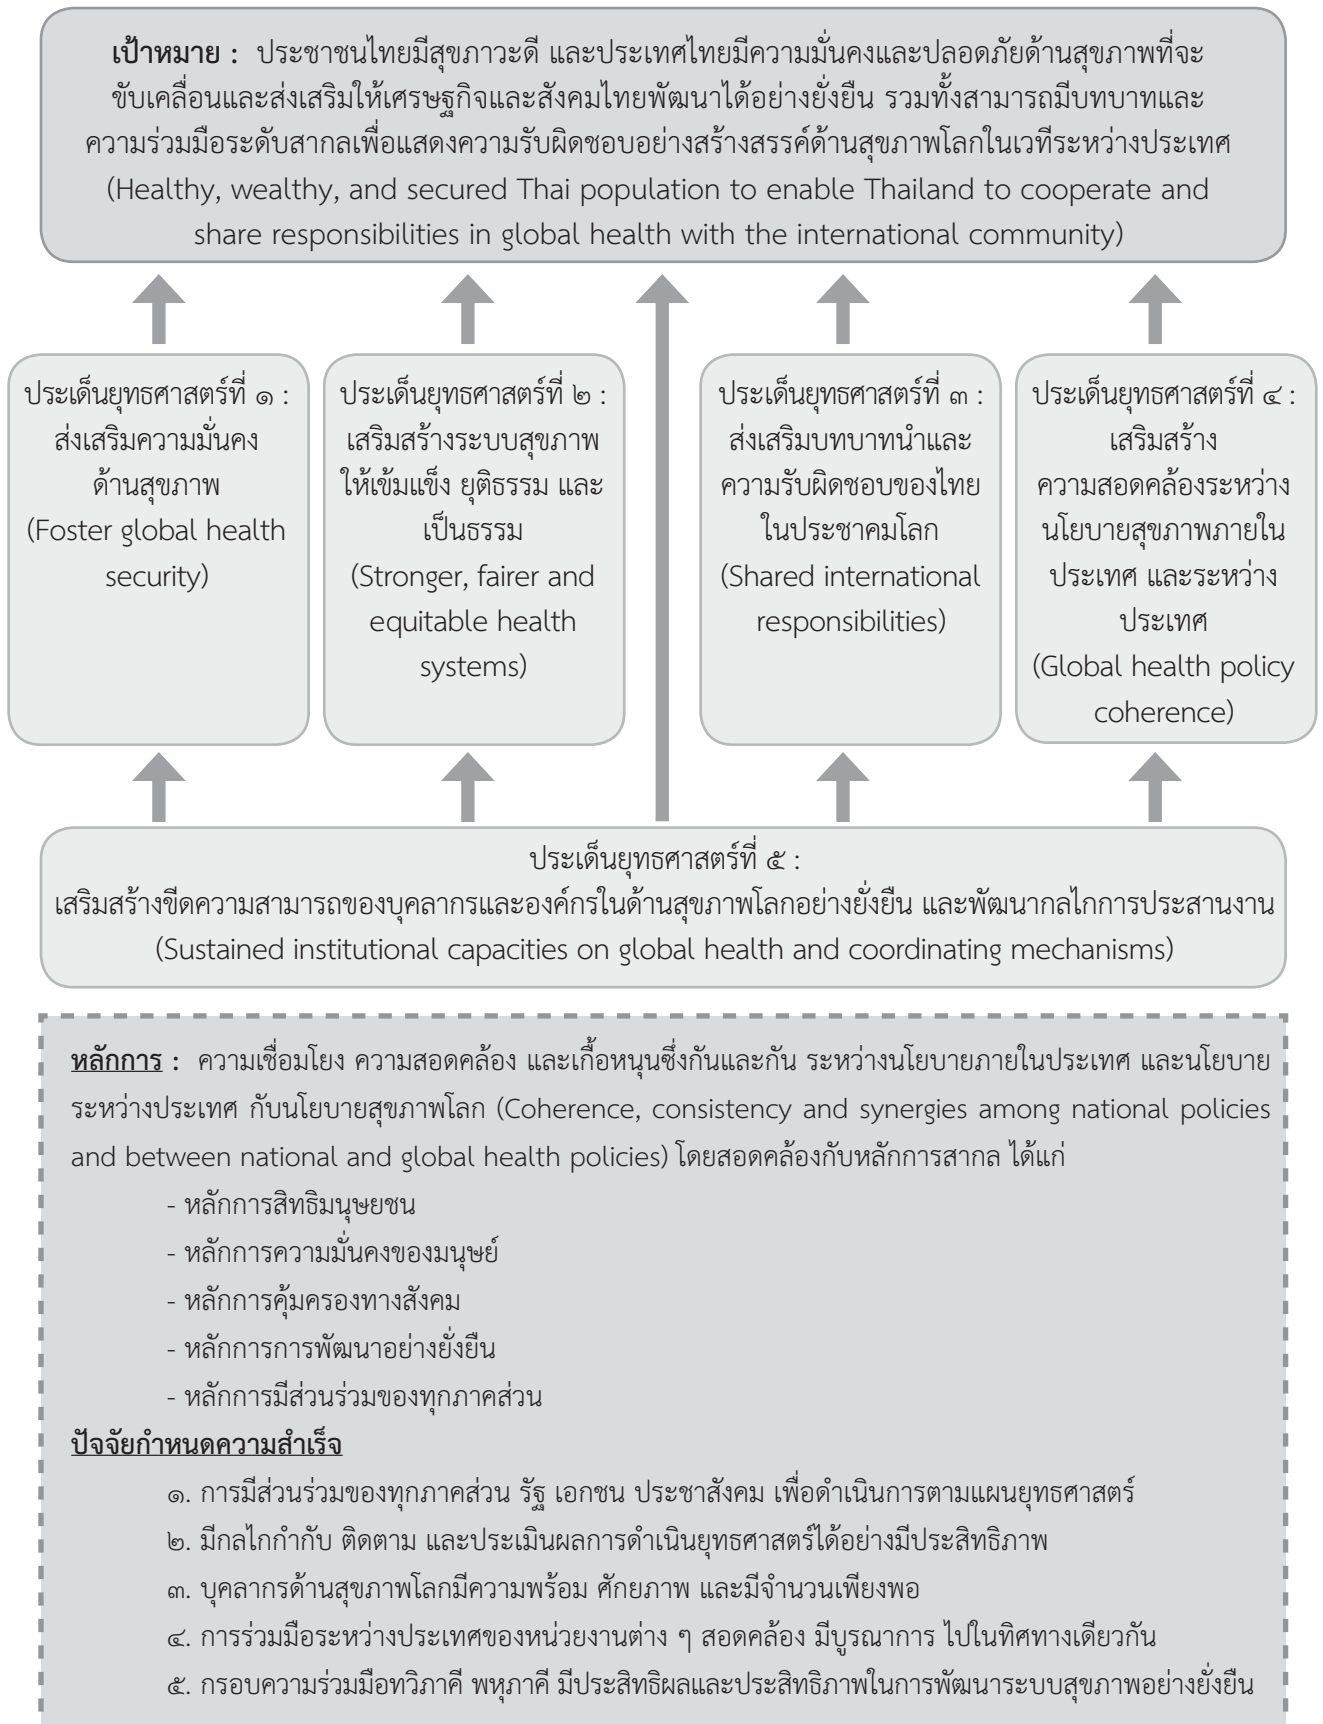 เป้าหมาย : ประชาชนไทยมีสุขภาวะดี และประเทศไทยมีความมั่นคงและปลอดภัยด้านสุขภาพที่จะ
ขับเคลื่อนและส่งเสริมให้เศรษฐกิจและสังคมไทยพัฒนาได้อย่างยั่งยืน รวมทั้งสามารถมีบทบาทและ
ความร่วมมือระดับสากลเพื่อแสดงความรับผิดชอบอย่างสร้างสรรค์ด้านสุขภาพโลกในเวทีระหว่างประเทศ
(Healthy, wealthy, and secured Thai population to enable Thailand to cooperate and
share responsibilities in global health with the international community)
ประเด็นยุทธศาสตร์ที่ ๑ :
ส่งเสริมความมั่นคง
ด้านสุขภาพ
(Foster global health
security)
ประเด็นยุทธศาสตร์ที่ ๒ :
เสริมสร้างระบบสุขภาพ
ให้เข้มแข็ง ยุติธรรม และ
เป็นธรรม
(Stronger, fairer and
equitable health
systems)
ประเด็นยุทธศาสตร์ที่ ๓ :
ส่งเสริมบทบาทนำและ
ความรับผิดชอบของไทย
ในประชาคมโลก
(Shared international
responsibilities)
ประเด็นยุทธศาสตร์ที่ ๔ :
เสริมสร้าง
ความสอดคล้องระหว่าง
นโยบายสุขภาพภายใน
ประเทศ และระหว่าง
ประเทศ
(Global health policy
coherence)
ประเด็นยุทธศาสตร์ที่ ๕ :
เสริมสร้างขีดความสามารถของบุคลากรและองค์กรในด้านสุขภาพโลกอย่างยั่งยืน และพัฒนากลไกการประสานงาน
(Sustained institutional capacities on global health and coordinating mechanisms)
หลักการ : ความเชื่อมโยง ความสอดคล้อง และเกื้อหนุนซึ่งกันและกัน ระหว่างนโยบายภายในประเทศ และนโยบาย
ระหว่างประเทศ กับนโยบายสุขภาพโลก (Coherence, consistency and synergies among national policies
and between national and global health policies) โดยสอดคล้องกับหลักการสากล ได้แก่
- หลักการสิทธิมนุษยชน
- หลักการความมั่นคงของมนุษย์
- หลักการคุ้มครองทางสังคม
- หลักการการพัฒนาอย่างยั่งยืน
- หลักการมีส่วนร่วมของทุกภาคส่วน
ปัจจัยกำหนดความสำเร็จ
๑. การมีส่วนร่วมของทุกภาคส่วน รัฐ เอกชน ประชาสังคม เพื่อดำเนินการตามแผนยุทธศาสตร์
๒. มีกลไกกำกับ ติดตาม และประเมินผลการดำเนินยุทธศาสตร์ได้อย่างมีประสิทธิภาพ
๓. บุคลากรด้านสุขภาพโลกมีความพร้อม ศักยภาพ และมีจำนวนเพียงพอ
๔. การร่วมมือระหว่างประเทศของหน่วยงานต่าง ๆ สอดคล้อง มีบูรณาการ ไปในทิศทางเดียวกัน
๕. กรอบความร่วมมือทวิภาคี พหุภาคี มีประสิทธิผลและประสิทธิภาพในการพัฒนาระบบสุขภาพอย่างยั่งยืน